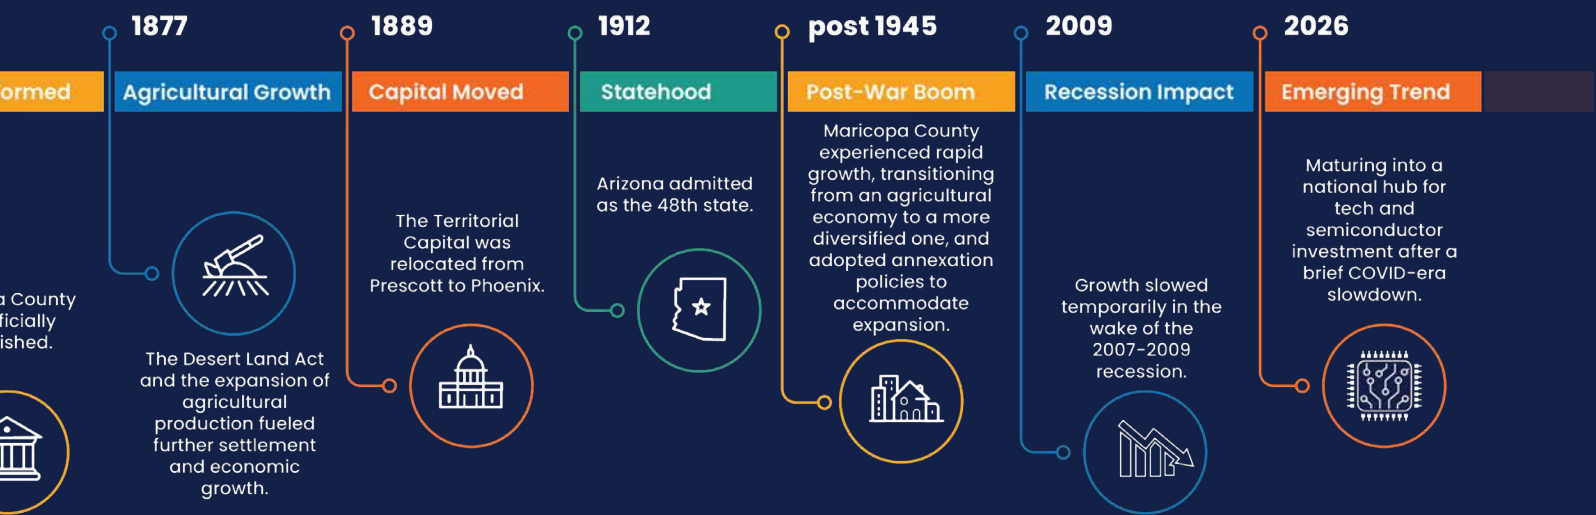 1877
1889
1912
post 1945
2009
2026
ormed
Agricultural Growth
Capital Moved
Statehood
Post-War Boom
Recession Impact
Emerging Trend
a County
ficially
ished.
The Desert Land Act
and the expansion of
agricultural
production fueled
further settlement
and economic
growth.
The Territorial
Capital was
relocated from
Prescott to Phoenix.
Arizona admitted
as the 48th state.
Maricopa County
experienced rapid
growth, transitioning
from an agricultural
economy to a more
diversified one, and
adopted annexation
policies to
accommodate
expansion.
Growth slowed
temporarily in the
wake of the
2007-2009
recession.
Maturing into a
national hub for
tech and
semiconductor
investment after a
brief COVID-era
slowdown.